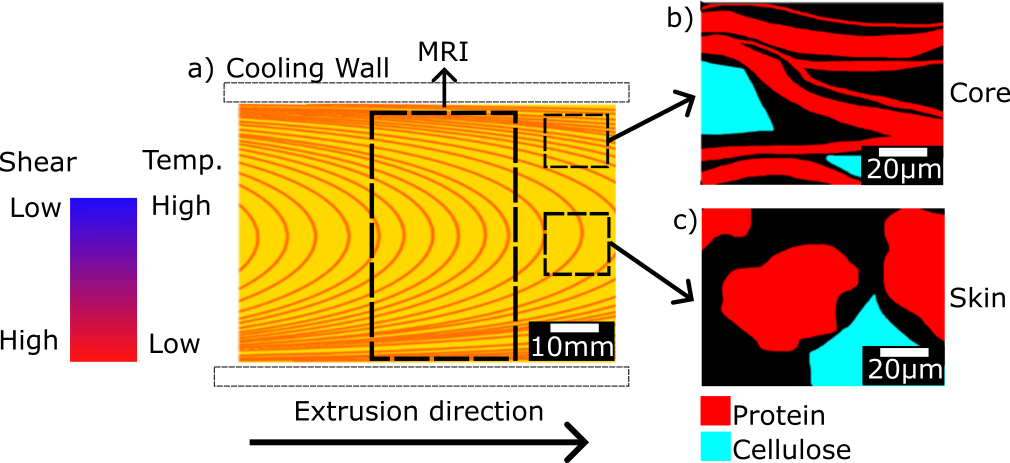 a) Cooling Wall
MRI
Shear
Temp.
Low
High
High
Low
10mm
Extrusion direction
b)
Core
20µm
c)
Skin
20µm
Protein
Cellulose